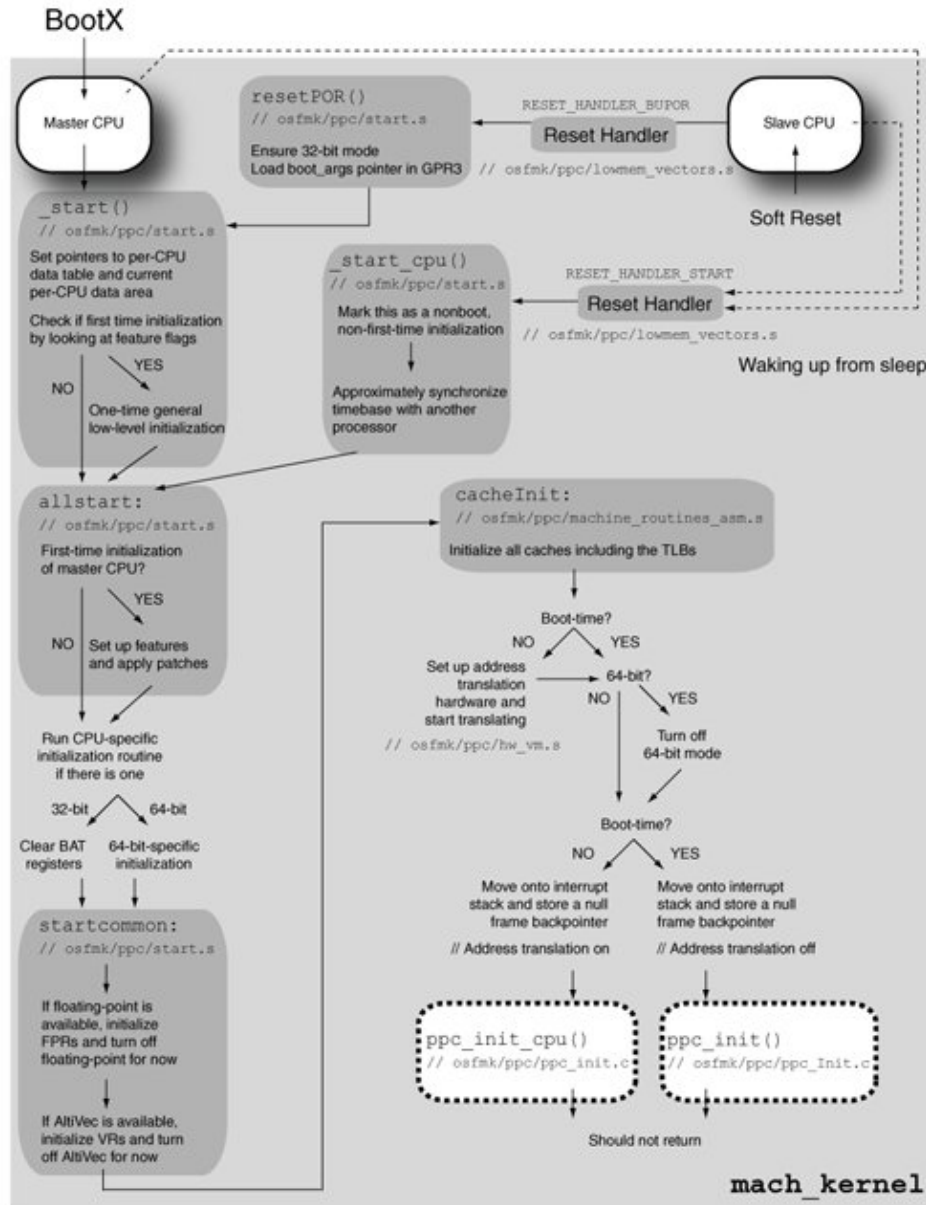 BootX
Master CPU
resetPOR()
// osfmk/ppc/start.s
Ensure 32-bit mode
Load boot_args pointer in GPR3
RESET_HANDLER_BUPOR
Reset Handler
// osfmk/ppc/lowmem_vectors.s
Slave CPU
Soft Reset
_start()
// osfmk/ppc/start.s
Set pointers to per-CPU
data table and current
per-CPU data area
Check if first time initialization
by looking at feature flags
YES
NO
One-time general
low-level initialization
_start_cpu()
// osfmk/ppc/start.s
Mark this as a nonboot,
non-first-time initialization
Approximately synchronize
timebase with another
processor
RESET_HANDLER_START
Reset Handler
// osfmk/ppc/lowmem_vectors.s
Waking up from sleep
allstart:
// osfmk/ppc/start.s
First-time initialization
of master CPU?
YES
NO
Set up features
and apply patches
Run CPU-specific
initialization routine
if there is one
32-bit
64-bit
Clear BAT
registers
64-bit-specific
initialization
startcommon:
// osfmk/ppc/start.s
If floating-point is
available, initialize
FPRs and turn off
floating-point for now
If AltiVec is available,
initialize VRs and turn
off AltiVec for now
cacheInit:
// osfmk/ppc/machine_routines_asm.s
Initialize all caches including the TLBs
Boot-time?
NO
YES
Set up address
translation
hardware and
start translating
// osfmk/ppc/hw_vm.s
64-bit?
NO
YES
Turn off
64-bit mode
Boot-time?
NO
YES
Move onto interrupt
stack and store a null
frame backpointer
// Address translation on
Move onto interrupt
stack and store a null
frame backpointer
// Address translation off
ppc_init_cpu()
// osfmk/ppc/ppc_init.c
ppc_init()
// osfmk/ppc/ppc_Init.c
Should not return
mach_kernel